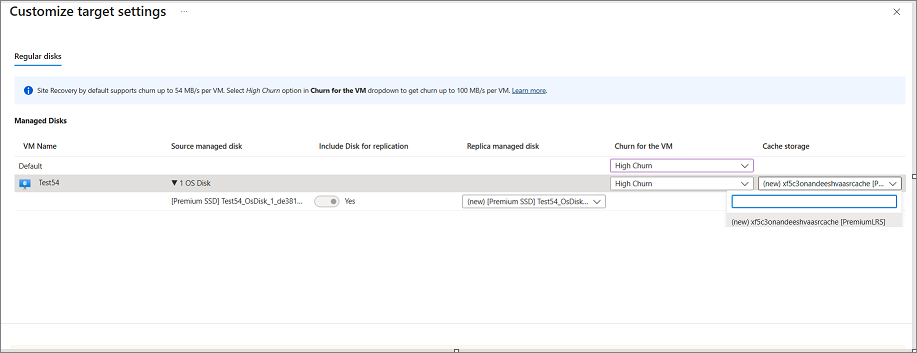 Customize target settings ...
Regular disks
Site Recovery by default supports churn up to 54 MB/s per VM. Select High Churn option in Churn for the VM dropdown to get churn up to 100 MB/s per VM. Learn more.
Managed Disks
VM Name Source managed disk Include Disk for replication Replica managed disk Churn for the VM Cache storage
Default High Churn
Test54 1 OS Disk High Churn (new) xf5c3onandeeshvaasrcache [P...
[Premium SSD] Test54_OsDisk_1_de381... Yes (new) [Premium SSD] Test54_OsDisk...
(new) xf5c3onandeeshvaasrcache [PremiumLRS]